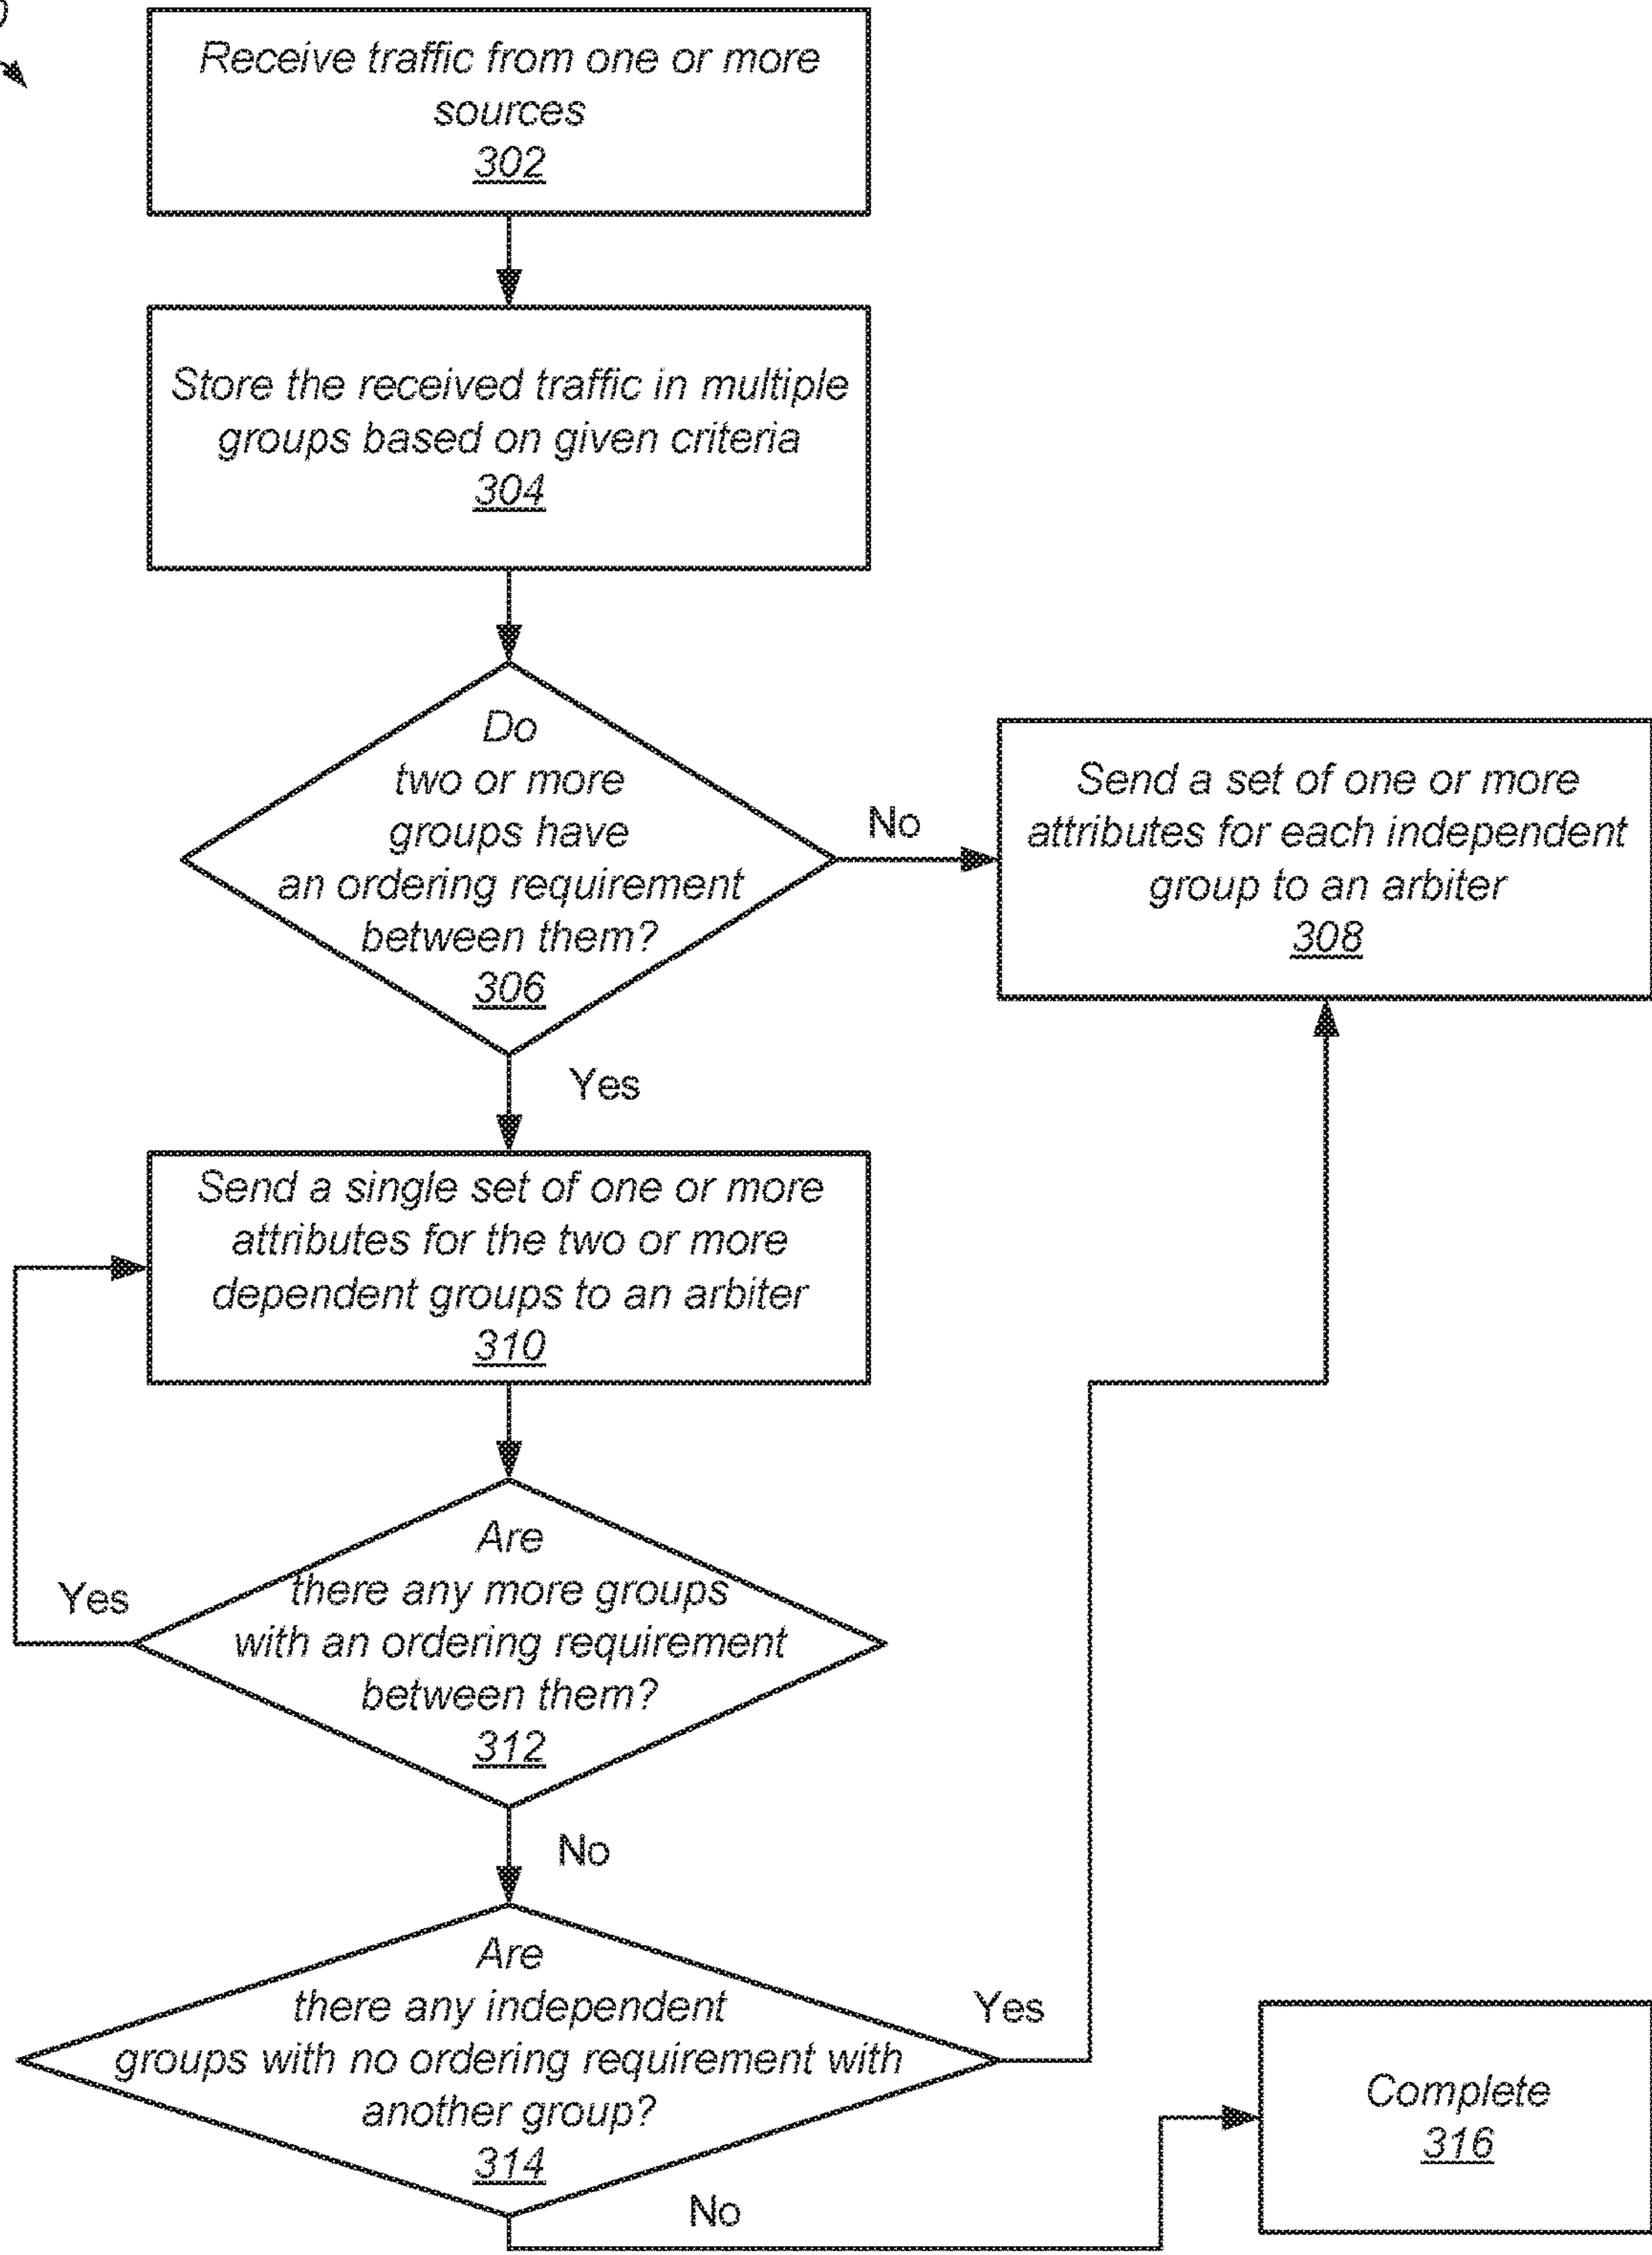 Receive traffic from one or more
sources
302
Store the received traffic in multiple
groups based on given criteria
304
Do
two or more
groups have
an ordering requirement
between them?
306
No
Send a set of one or more
attributes for each independent
group to an arbiter
308
Yes
Send a single set of one or more
attributes for the two or more
dependent groups to an arbiter
310
Are
there any more groups
with an ordering requirement
between them?
312
Yes
No
Are
there any independent
groups with no ordering requirement with
another group?
314
Yes
No
Complete
316